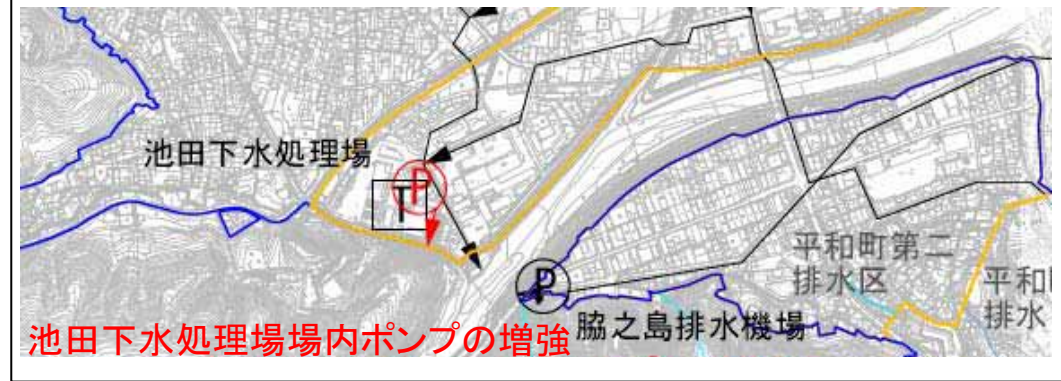 池田下水処理場
P
T
平和町第二
排水区
平和
排水
P
脇之島排水機場
池田下水処理場場内ポンプの増強